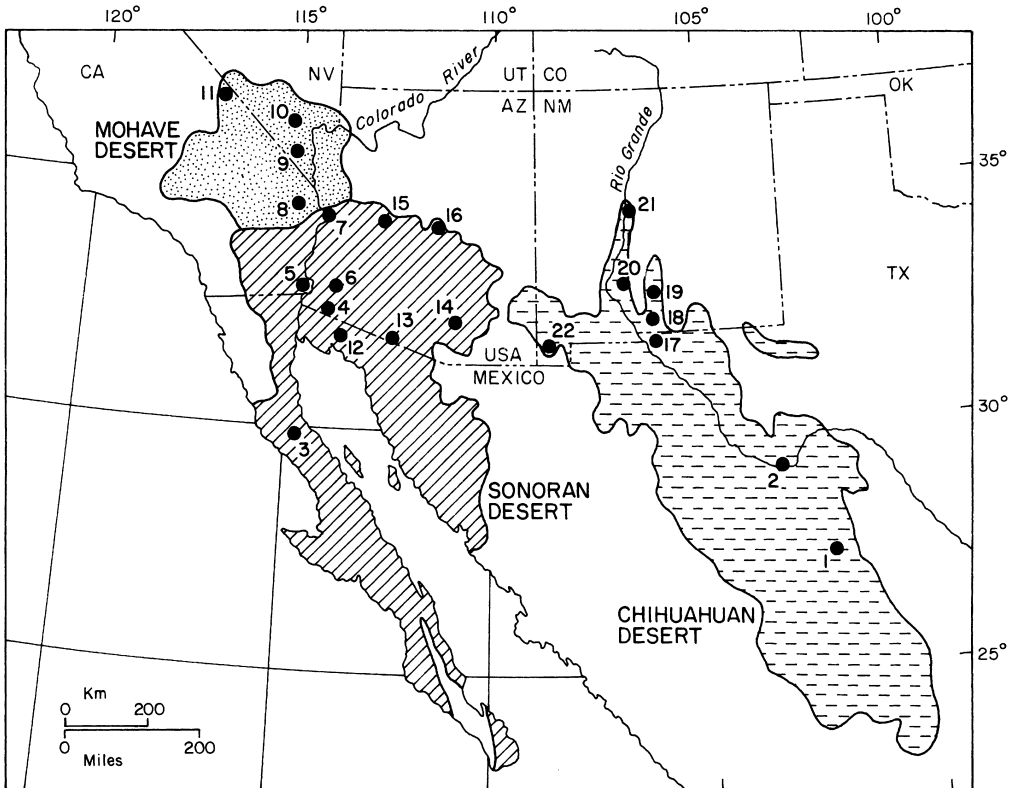 120° 115° 110° 105° 100°
CA NV UT CO OK
AZ NM
Colorado River
Rio Grande
11
10
MOHAVE
DESERT
9
35°
8
7
15
16
21
TX
5
6
20
19
4
14
18
12
13
22
17
USA
MEXICO
30°
3
2
SONORAN
DESERT
1
CHIHUAHUAN
DESERT
25°
Km
0 200
0 200
Miles